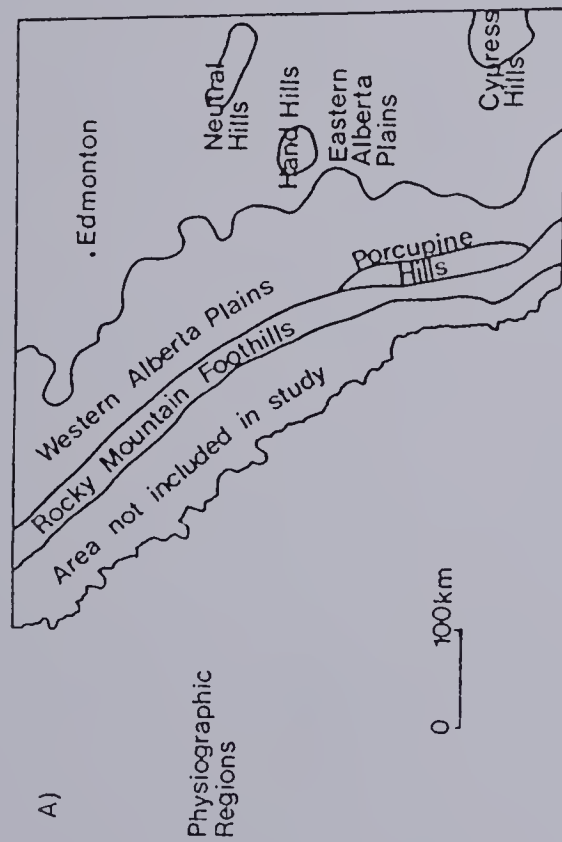 A)
Physiographic
Regions
.Edmonton
Neutral
Hills
Hand Hills
Eastern
Alberta
Plains
Cypress
Hills
Porcupine
Hills
Western Alberta Plains
Rocky Mountain Foothills
Area not included in study
0 100km